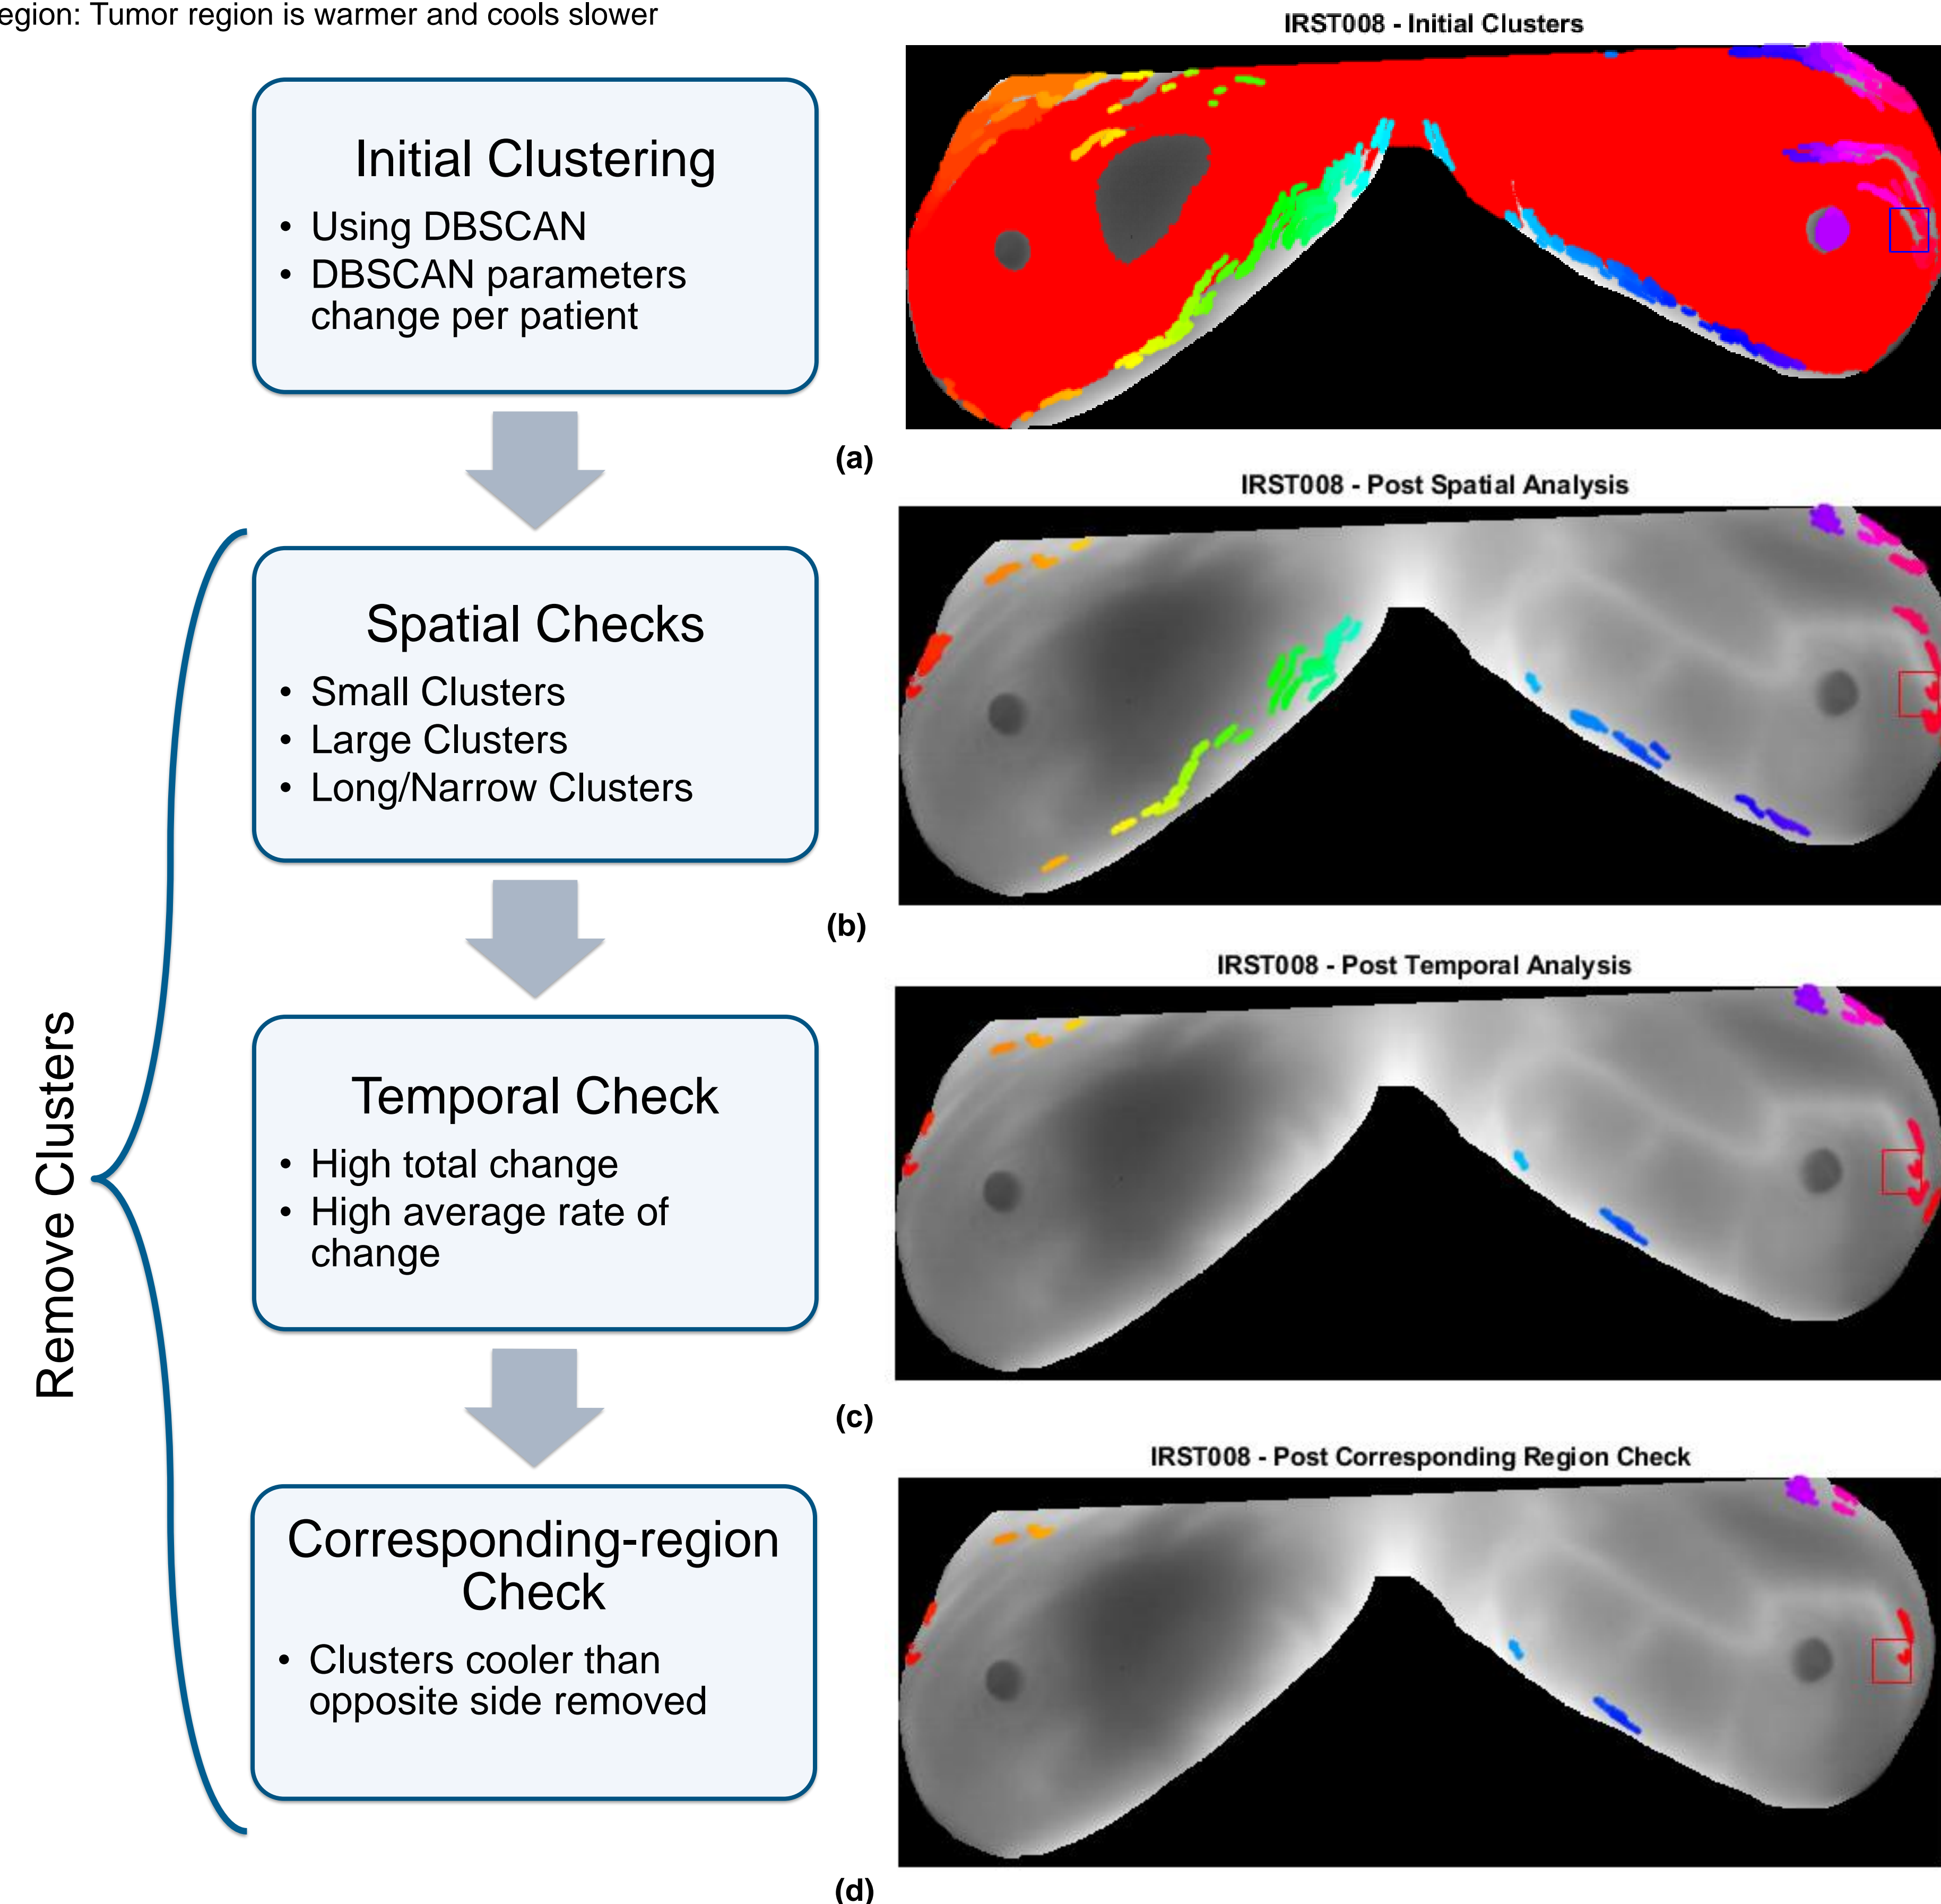 egion: Tumor region is warmer and cools slower
Initial Clustering
• Using DBSCAN
• DBSCAN parameters
change per patient
Remove Clusters
Spatial Checks
• Small Clusters
• Large Clusters
• Long/Narrow Clusters
Temporal Check
• High total change
• High average rate of
change
Corresponding-region
Check
• Clusters cooler than
opposite side removed
IRST008 - Initial Clusters
(a)
IRST008 - Post Spatial Analysis
(b)
IRST008 - Post Temporal Analysis
(c)
IRST008 - Post Corresponding Region Check
(d)